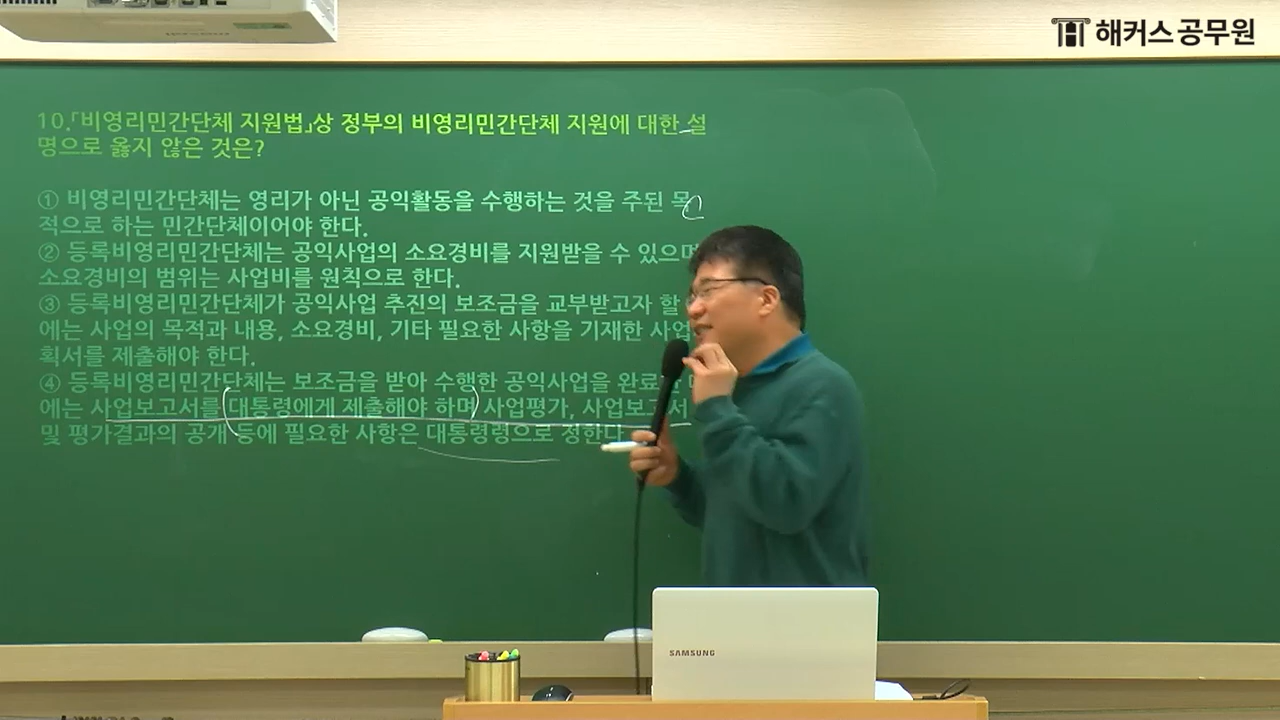 해커스공무원
10.「비영리민간단체 지원법」상 정부의 비영리민간단체 지원에 대한 설
명으로 옳지 않은 것은?
① 비영리민간단체는 영리가 아닌 공익활동을 수행하는 것을 주된 목
적으로 하는 민간단체이어야 한다.
② 등록비영리민간단체는 공익사업의 소요경비를 지원받을 수 있으며
소요경비의 범위는 사업비를 원칙으로 한다.
③ 등록비영리민간단체가 공익사업 추진의 보조금을 교부받고자 할
에는 사업의 목적과 내용, 소요경비, 기타 필요한 사항을 기재한 사업
획서를 제출해야 한다.
④ 등록비영리민간단체는 보조금을 받아 수행한 공익사업을 완료한
에는 사업보고서를 대통령에게 제출해야 하며 사업평가, 사업보고서
및 평가결과의 공개 등에 필요한 사항은 대통령령으로 정한다
SAMSUNG